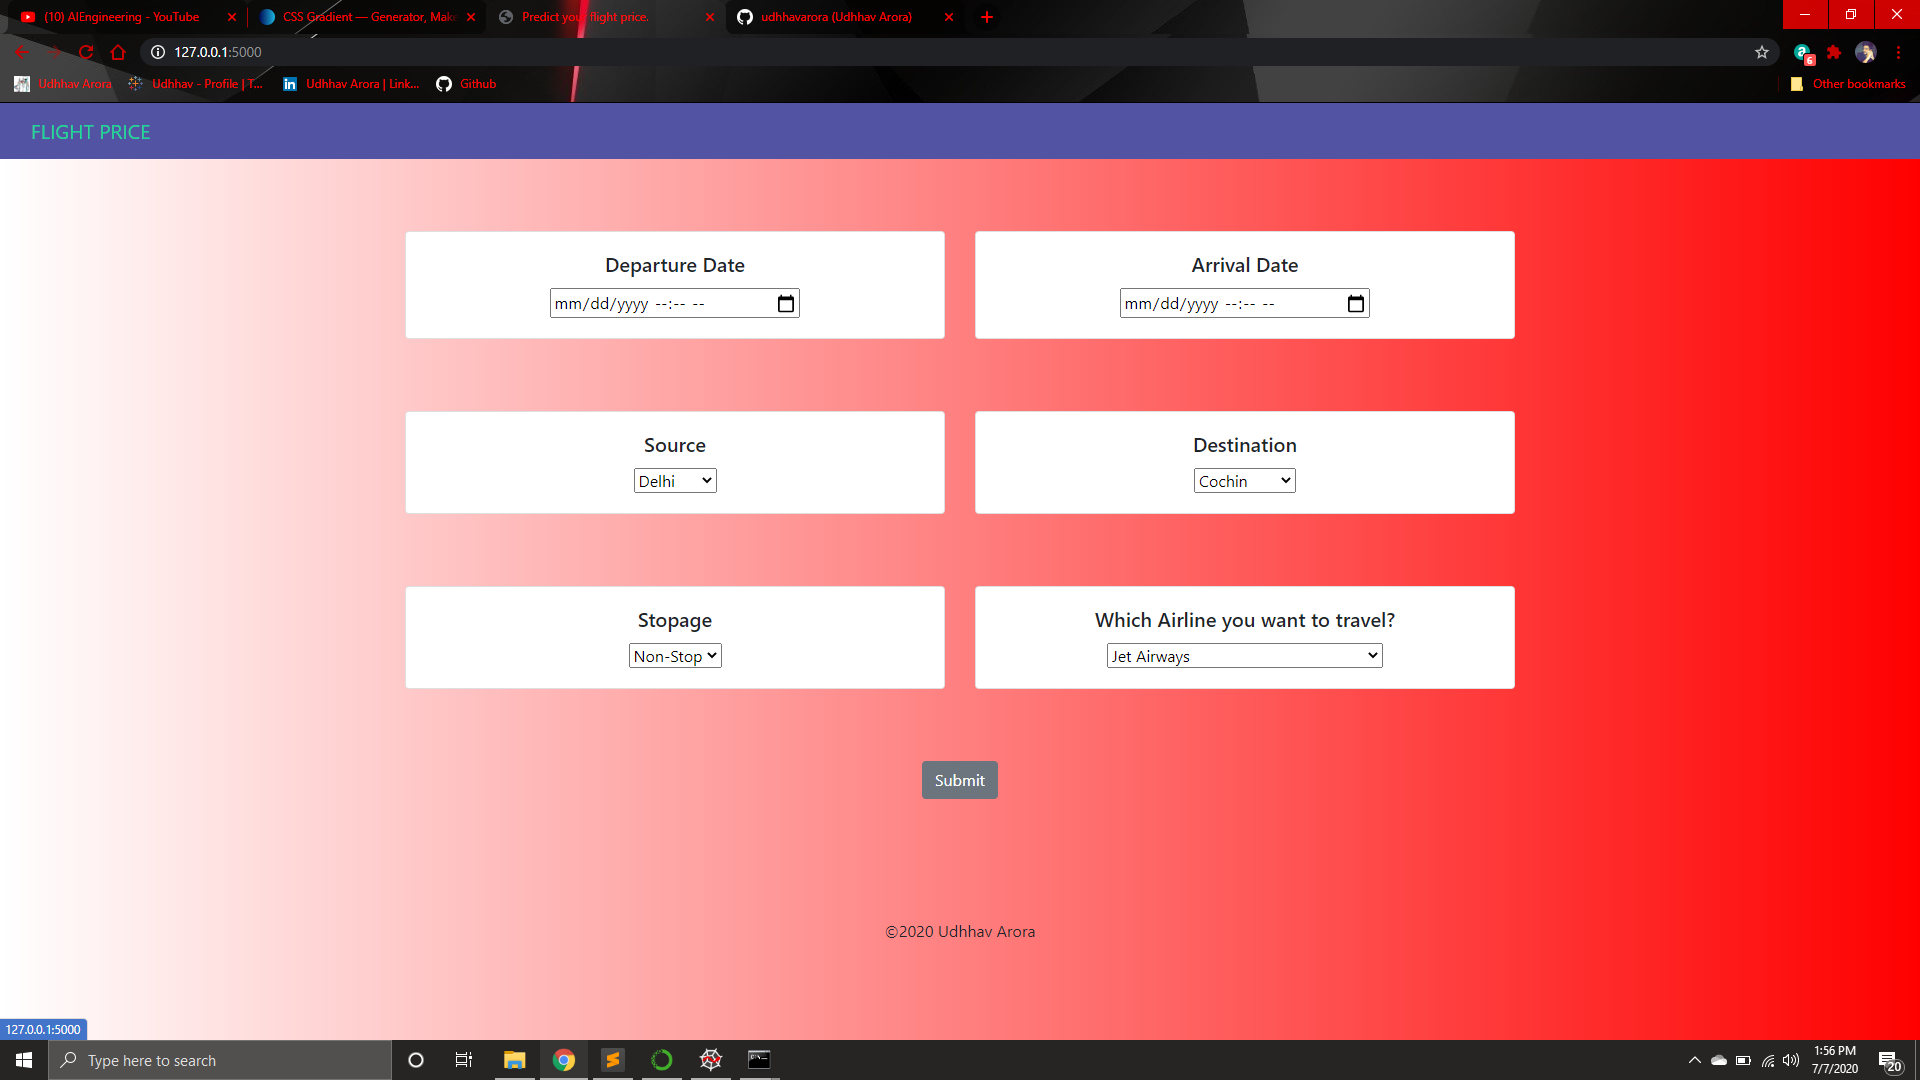 (10) AIEngineering - YouTube
CSS Gradient — Generator, Make
Predict your flight price.
udhhavarora (Udhhav Arora)
127.0.0.1:5000
6
Udhhav Arora
Udhhav - Profile | T...
Udhhav Arora | Link...
Github
Other bookmarks
FLIGHT PRICE
Departure Date
Arrival Date
mm/dd/yyyy --:-- --
mm/dd/yyyy --:-- --
Source
Destination
Delhi
Cochin
Stopage
Which Airline you want to travel?
Non-Stop
Jet Airways
Submit
©2020 Udhhav Arora
127.0.0.1:5000
Type here to search
1:56 PM
7/7/2020
20